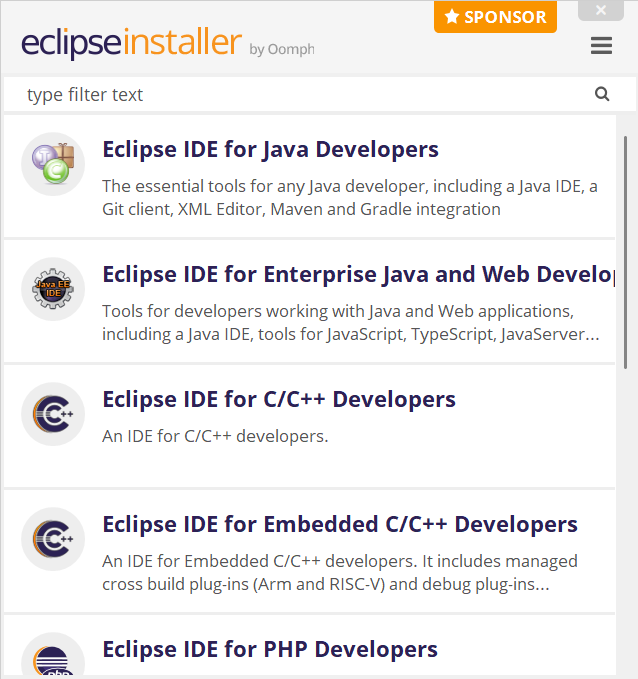 SPONSOR
eclipseinstaller by Oomph
type filter text
Eclipse IDE for Java Developers
The essential tools for any Java developer, including a Java IDE, a
Git client, XML Editor, Maven and Gradle integration
Java EE
IDE
Eclipse IDE for Enterprise Java and Web Develop
Tools for developers working with Java and Web applications,
including a Java IDE, tools for JavaScript, TypeScript, JavaServer...
C++
Eclipse IDE for C/C++ Developers
An IDE for C/C++ developers.
C++
Eclipse IDE for Embedded C/C++ Developers
An IDE for Embedded C/C++ developers. It includes managed
cross build plug-ins (Arm and RISC-V) and debug plug-ins...
php
Eclipse IDE for PHP Developers